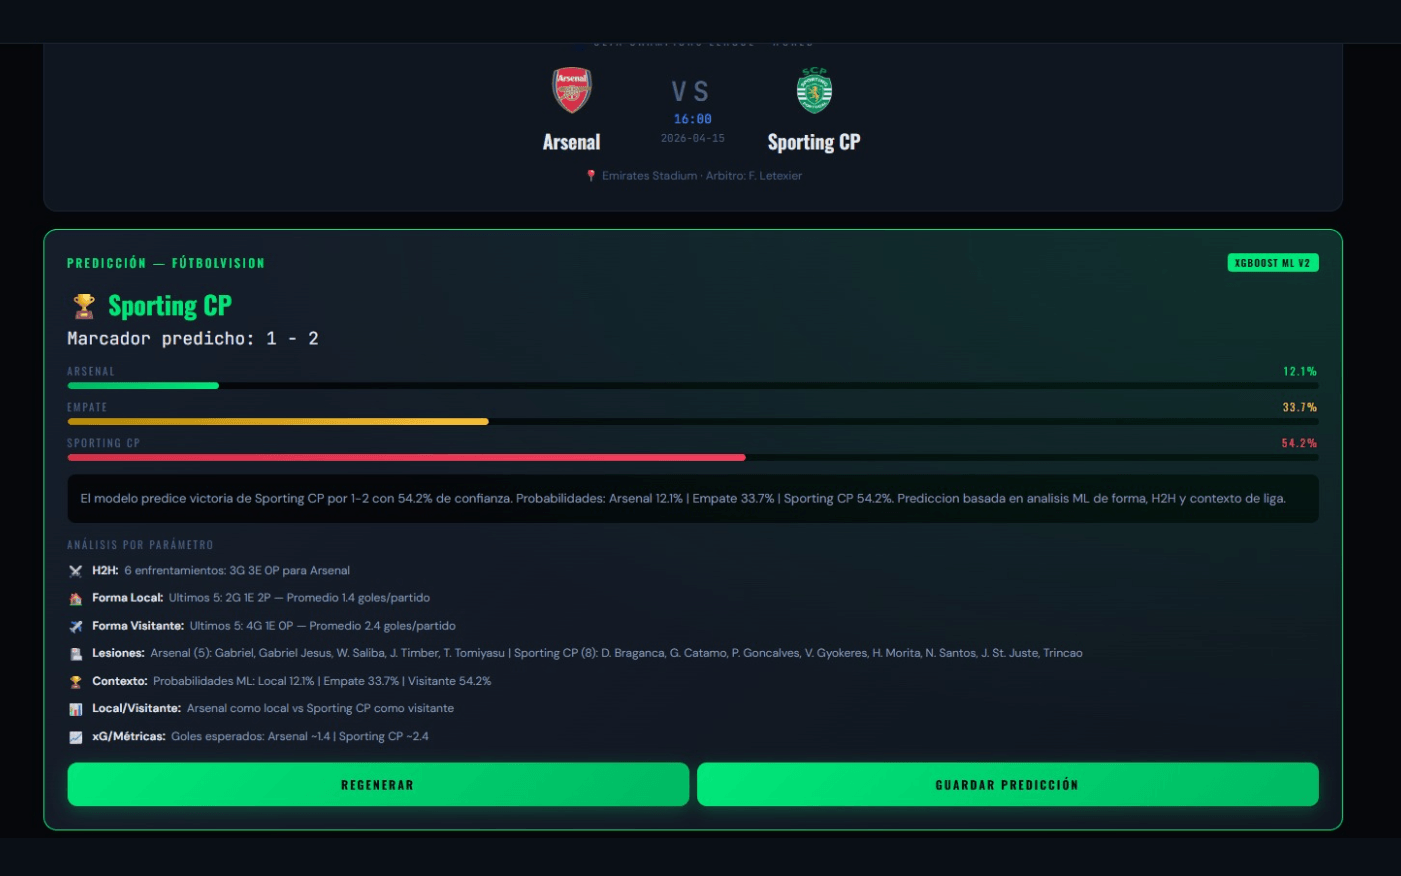 Arsenal
SCP
SPORTING
PORTUGAL
VS
16:00
2026-04-15
Arsenal
Sporting CP
Emirates Stadium · Arbitro: F. Letexier
PREDICCIÓN — FÚTBOLVISION
XGBOOST ML V2
Sporting CP
Marcador predicho: 1 - 2
ARSENAL
12.1%
EMPATE
33.7%
SPORTING CP
54.2%
El modelo predice victoria de Sporting CP por 1-2 con 54.2% de confianza. Probabilidades: Arsenal 12.1% | Empate 33.7% | Sporting CP 54.2%. Prediccion basada en analisis ML de forma, H2H y contexto de liga.
ANÁLISIS POR PARÁMETRO
H2H: 6 enfrentamientos: 3G 3E 0P para Arsenal
Forma Local: Ultimos 5: 2G 1E 2P — Promedio 1.4 goles/partido
Forma Visitante: Ultimos 5: 4G 1E 0P — Promedio 2.4 goles/partido
Lesiones: Arsenal (5): Gabriel, Gabriel Jesus, W. Saliba, J. Timber, T. Tomiyasu | Sporting CP (8): D. Braganca, G. Catamo, P. Goncalves, V. Gyokeres, H. Morita, N. Santos, J. St. Juste, Trincao
Contexto: Probabilidades ML: Local 12.1% | Empate 33.7% | Visitante 54.2%
Local/Visitante: Arsenal como local vs Sporting CP como visitante
xG/Métricas: Goles esperados: Arsenal ~1.4 | Sporting CP ~2.4
REGENERAR
GUARDAR PREDICCIÓN